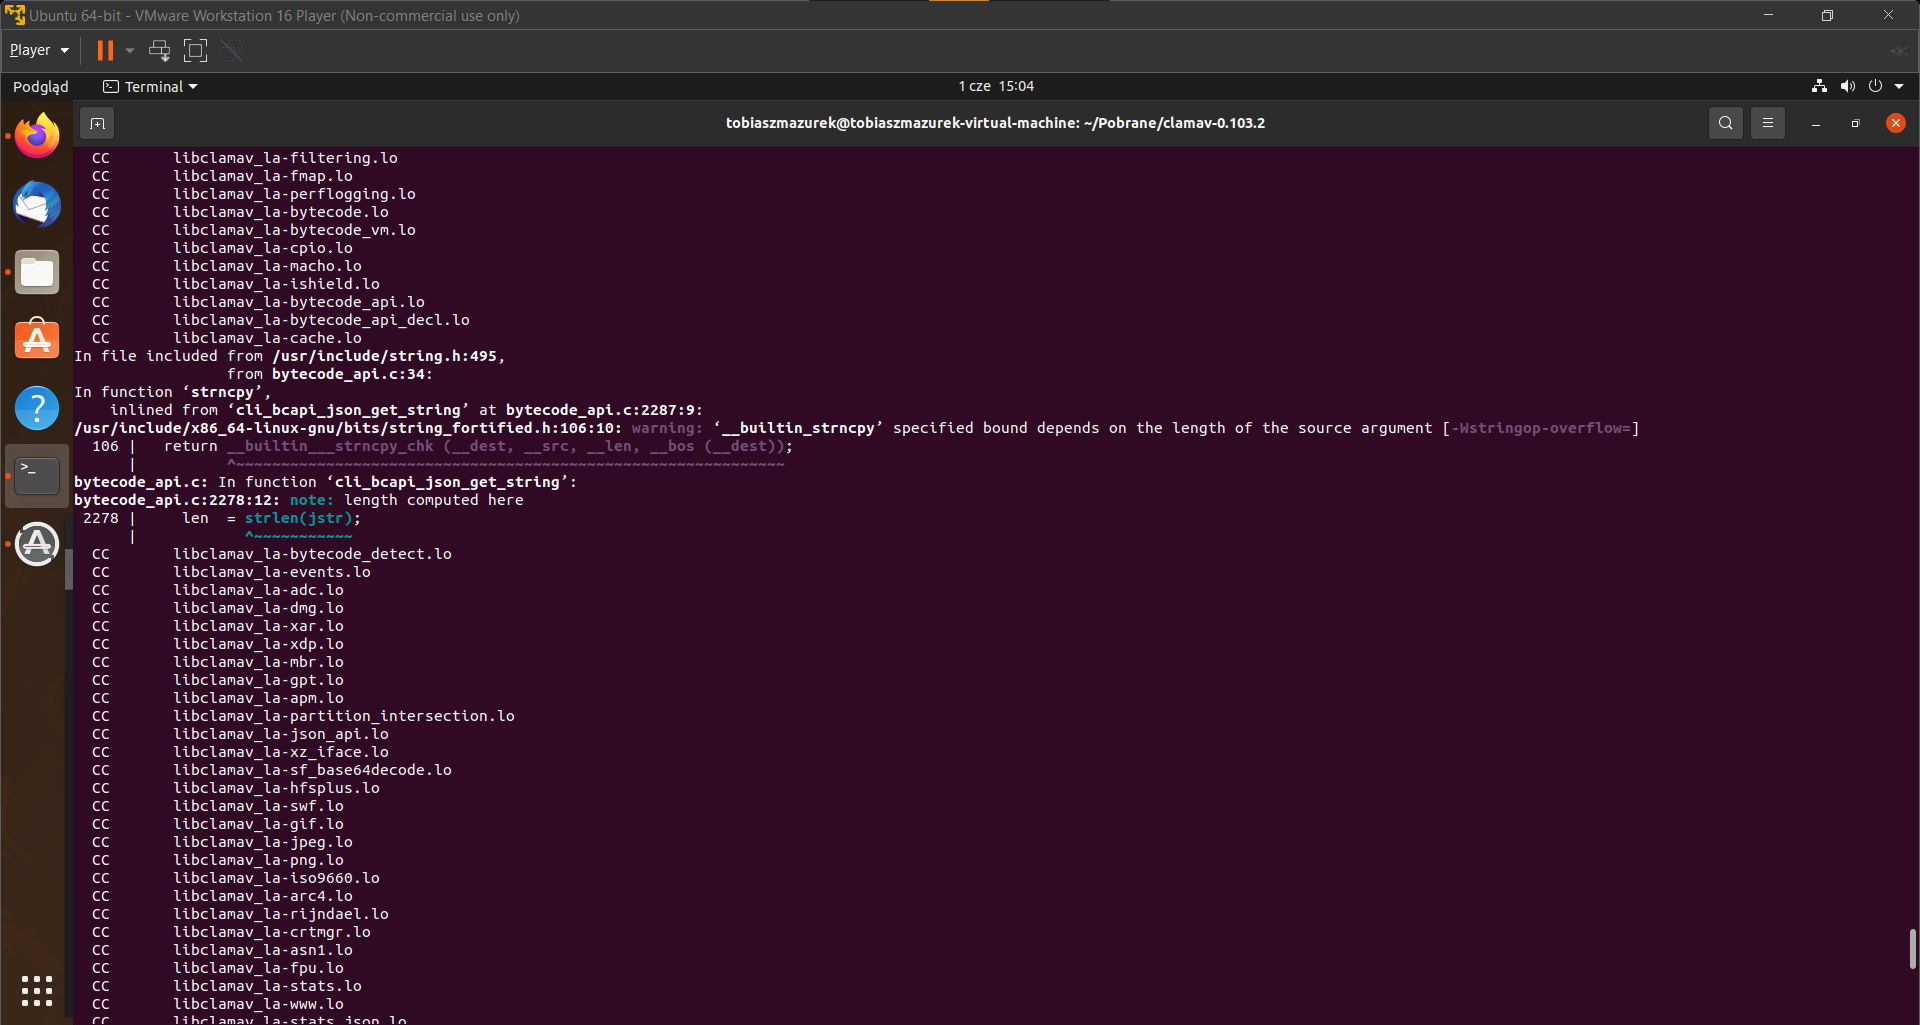 Ubuntu 64-bit - VMware Workstation 16 Player (Non-commercial use only)
Player
Podgląd
Terminal
1 cze 15:04
tobiaszmazurek@tobiaszmazurek-virtual-machine: ~/Pobrane/clamav-0.103.2
CC libclamav_la-filtering.lo
CC libclamav_la-fmap.lo
CC libclamav_la-perflogging.lo
CC libclamav_la-bytecode.lo
CC libclamav_la-bytecode_vm.lo
CC libclamav_la-cpio.lo
CC libclamav_la-macho.lo
CC libclamav_la-ishield.lo
CC libclamav_la-bytecode_api.lo
CC libclamav_la-bytecode_api_decl.lo
CC libclamav_la-cache.lo
In file included from /usr/include/string.h:495,
from bytecode_api.c:34:
In function ‘strncpy’,
inlined from ‘cli_bcapi_json_get_string’ at bytecode_api.c:2287:9:
/usr/include/x86_64-linux-gnu/bits/string_fortified.h:106:10: warning: ‘__builtin_strncpy’ specified bound depends on the length of the source argument [-Wstringop-overflow=]
106 | return __builtin___strncpy_chk (__dest, __src, __len, __bos (__dest));
| ^~~~~~~~~~~~~~~~~~~~~~~~~~~~~~~~~~~~~~~~~~~~~~~~~~~~~~~~~~~~~~
bytecode_api.c: In function ‘cli_bcapi_json_get_string’:
bytecode_api.c:2278:12: note: length computed here
2278 | len = strlen(jstr);
| ^~~~~~~~~~~~
CC libclamav_la-bytecode_detect.lo
CC libclamav_la-events.lo
CC libclamav_la-adc.lo
CC libclamav_la-dmg.lo
CC libclamav_la-xar.lo
CC libclamav_la-xdp.lo
CC libclamav_la-mbr.lo
CC libclamav_la-gpt.lo
CC libclamav_la-apm.lo
CC libclamav_la-partition_intersection.lo
CC libclamav_la-json_api.lo
CC libclamav_la-xz_iface.lo
CC libclamav_la-sf_base64decode.lo
CC libclamav_la-hfsplus.lo
CC libclamav_la-swf.lo
CC libclamav_la-gif.lo
CC libclamav_la-jpeg.lo
CC libclamav_la-png.lo
CC libclamav_la-iso9660.lo
CC libclamav_la-arc4.lo
CC libclamav_la-rijndael.lo
CC libclamav_la-crtmgr.lo
CC libclamav_la-asn1.lo
CC libclamav_la-fpu.lo
CC libclamav_la-stats.lo
CC libclamav_la-www.lo
CC libclamav_la-stats_json.lo